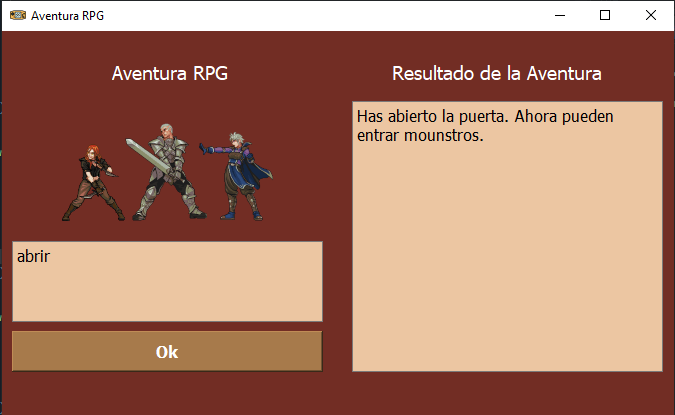 Aventura RPG
Aventura RPG
Resultado de la Aventura
Has abierto la puerta. Ahora pueden
entrar mounstros.
abrir
Ok